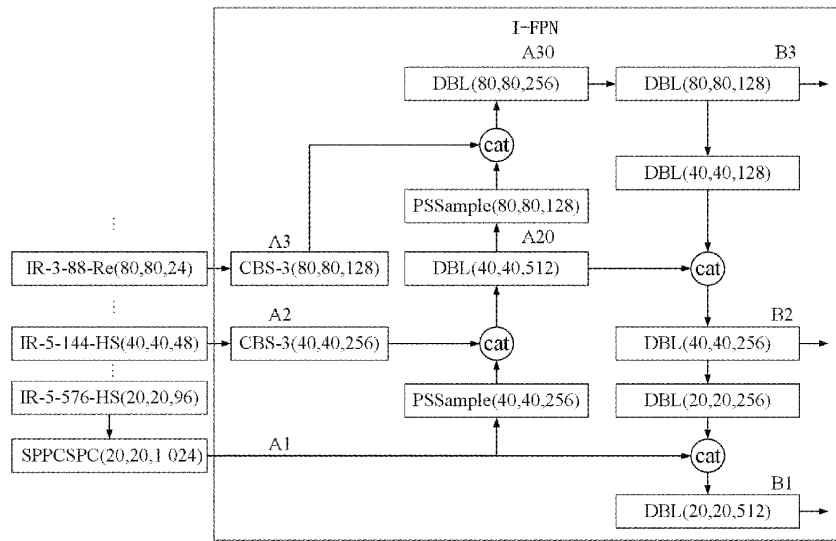 I-FPN
A30
B3
DBL(80,80,256)
DBL(80,80,128)
cat
DBL(40,40,128)
PSSample(80,80,128)
A3
A20
IR-3-88-Re(80,80,24)
CBS-3(80,80,128)
DBL(40,40,512)
cat
A2
B2
IR-5-144-HS(40,40,48)
CBS-3(40,40,256)
cat
DBL(40,40,256)
IR-5-576-HS(20,20,96)
PSSample(40,40,256)
DBL(20,20,256)
SPPCSPC(20,20,1 024)
A1
cat
B1
DBL(20,20,512)